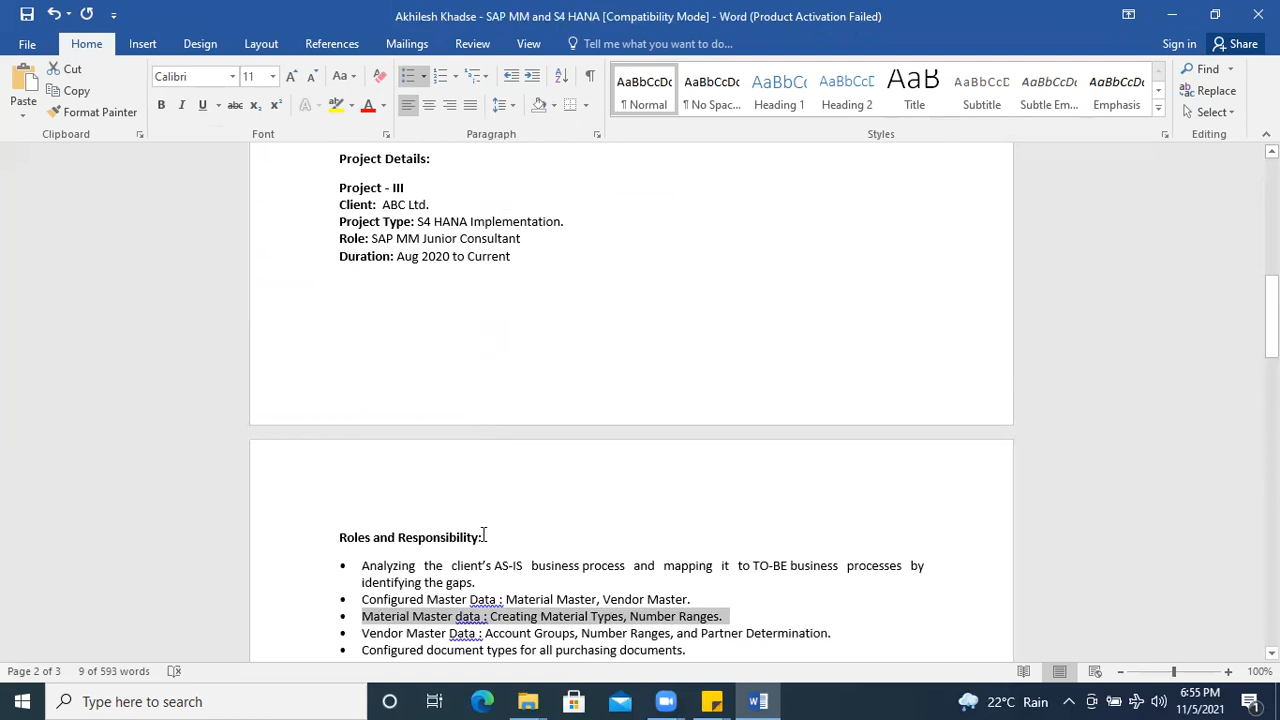 Akhilesh Khadse - SAP MM and S4 HANA [Compatibility Mode] - Word (Product Activation Failed)
File Home Insert Design Layout References Mailings Review View Tell me what you want to do... Sign in Share
Cut
Copy
Format Painter
Paste
Clipboard
Calibri 11
Font
Paragraph
AaBbCcDc AaBbCcDc AaBbCc AaBbCcD AaB AaBbCcD AaBbCcDc AaBbCcDc
¶ Normal ¶ No Spac... Heading 1 Heading 2 Title Subtitle Subtle Em... Emphasis
Styles
Find
Replace
Select
Editing
Project Details:
Project - III
Client: ABC Ltd.
Project Type: S4 HANA Implementation.
Role: SAP MM Junior Consultant
Duration: Aug 2020 to Current
Roles and Responsibility:
• Analyzing the client’s AS-IS business process and mapping it to TO-BE business processes by
identifying the gaps.
• Configured Master Data : Material Master, Vendor Master.
• Material Master data : Creating Material Types, Number Ranges.
• Vendor Master Data : Account Groups, Number Ranges, and Partner Determination.
• Configured document types for all purchasing documents.
Page 2 of 3 9 of 593 words 100%
Type here to search
22°C Rain
6:55 PM
11/5/2021